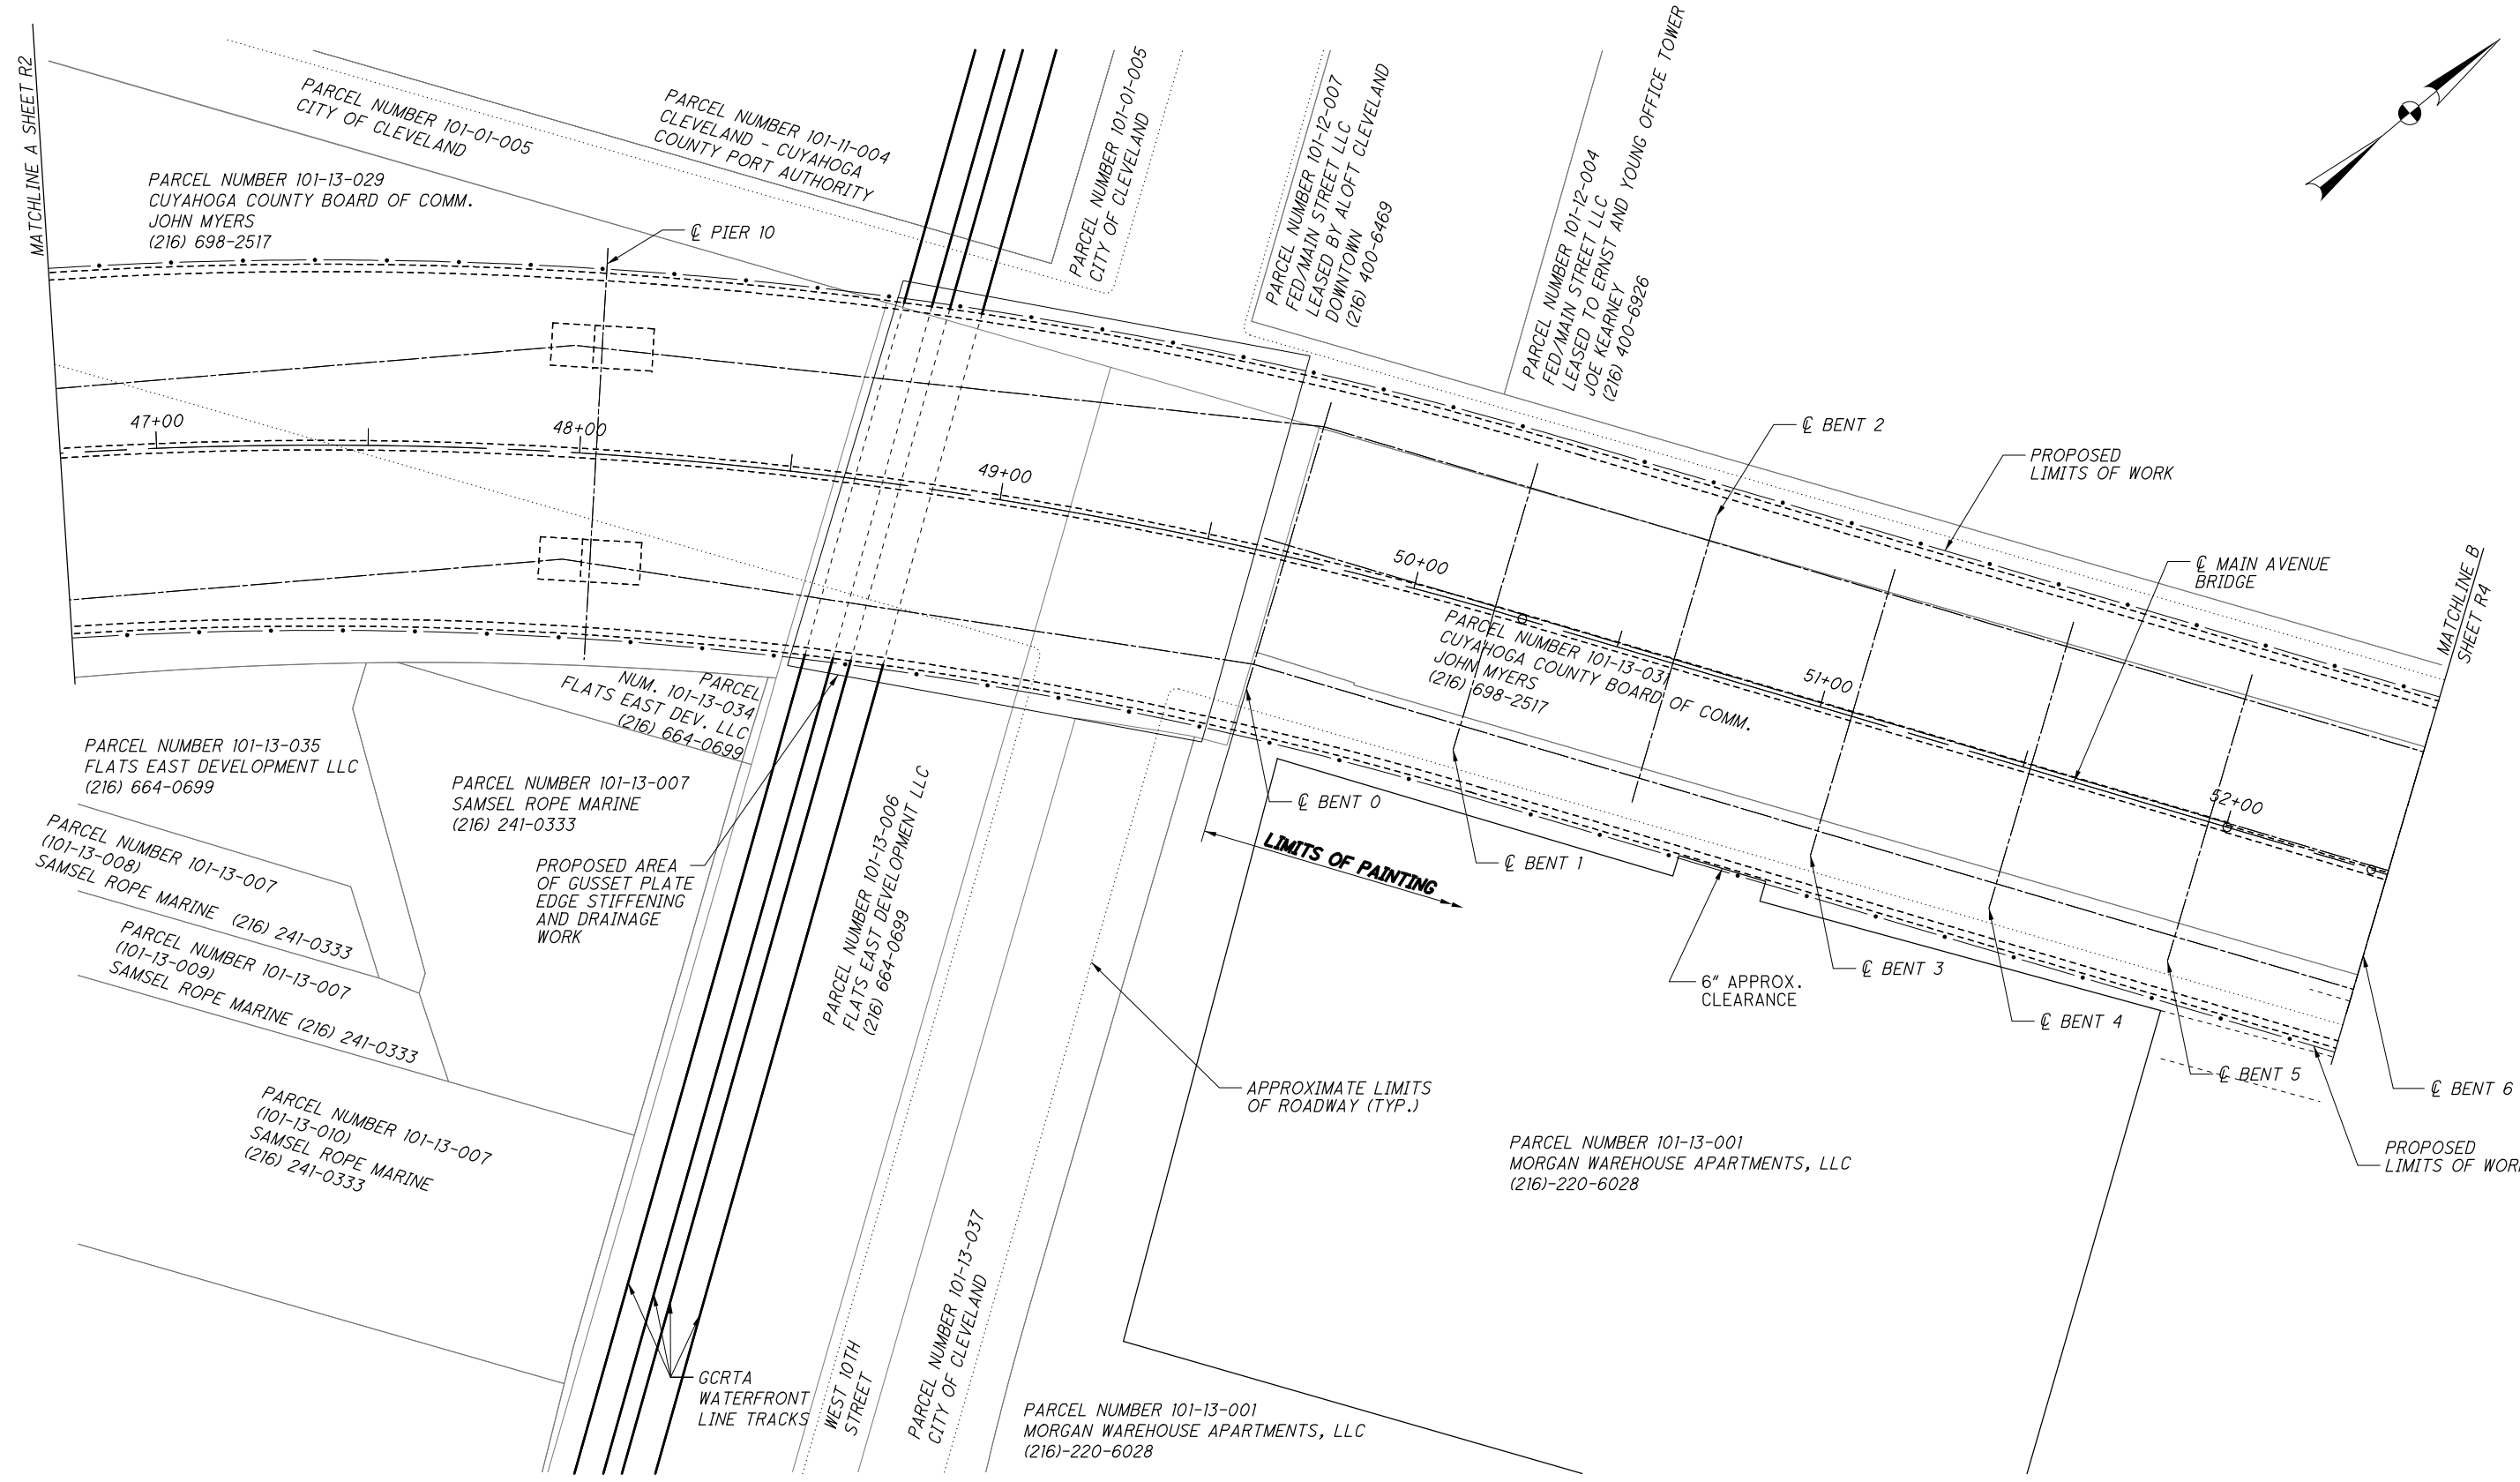 MATCHLINE A SHEET R2
PARCEL NUMBER 101-01-005
CITY OF CLEVELAND
PARCEL NUMBER 101-11-004
CLEVELAND - CUYAHOGA
COUNTY PORT AUTHORITY
PARCEL NUMBER 101-01-005
CITY OF CLEVELAND
PARCEL NUMBER 101-12-007
FED/MAIN STREET LLC
LEASED BY ALOFT CLEVELAND
DOWNTOWN
(216) 400-6469
PARCEL NUMBER 101-12-004
FED/MAIN STREET LLC
LEASED TO ERNST AND YOUNG OFFICE TOWER
JOE KEARNEY
(216) 400-6926
PARCEL NUMBER 101-13-029
CUYAHOGA COUNTY BOARD OF COMM.
JOHN MYERS
(216) 698-2517
℄ PIER 10
47+00
48+00
49+00
50+00
51+00
52+00
℄ BENT 2
PROPOSED
LIMITS OF WORK
℄ MAIN AVENUE
BRIDGE
MATCHLINE B
SHEET R4
PARCEL NUMBER 101-13-031
CUYAHOGA COUNTY BOARD OF COMM.
JOHN MYERS
(216) 698-2517
PARCEL
NUM. 101-13-034
FLATS EAST DEV. LLC
(216) 664-0699
PARCEL NUMBER 101-13-035
FLATS EAST DEVELOPMENT LLC
(216) 664-0699
PARCEL NUMBER 101-13-007
SAMSEL ROPE MARINE
(216) 241-0333
PARCEL NUMBER 101-13-007
(101-13-008)
SAMSEL ROPE MARINE (216) 241-0333
PARCEL NUMBER 101-13-007
(101-13-009)
SAMSEL ROPE MARINE (216) 241-0333
PARCEL NUMBER 101-13-007
(101-13-010)
SAMSEL ROPE MARINE
(216) 241-0333
PROPOSED AREA
OF GUSSET PLATE
EDGE STIFFENING
AND DRAINAGE
WORK
PARCEL NUMBER 101-13-006
FLATS EAST DEVELOPMENT LLC
(216) 664-0699
℄ BENT 0
LIMITS OF PAINTING
℄ BENT 1
6" APPROX.
CLEARANCE
℄ BENT 3
℄ BENT 4
℄ BENT 5
℄ BENT 6
PROPOSED
LIMITS OF WORK
APPROXIMATE LIMITS
OF ROADWAY (TYP.)
PARCEL NUMBER 101-13-001
MORGAN WAREHOUSE APARTMENTS, LLC
(216)-220-6028
GCRTA
WATERFRONT
LINE TRACKS
WEST 10TH
STREET
PARCEL NUMBER 101-13-037
CITY OF CLEVELAND
PARCEL NUMBER 101-13-001
MORGAN WAREHOUSE APARTMENTS, LLC
(216)-220-6028